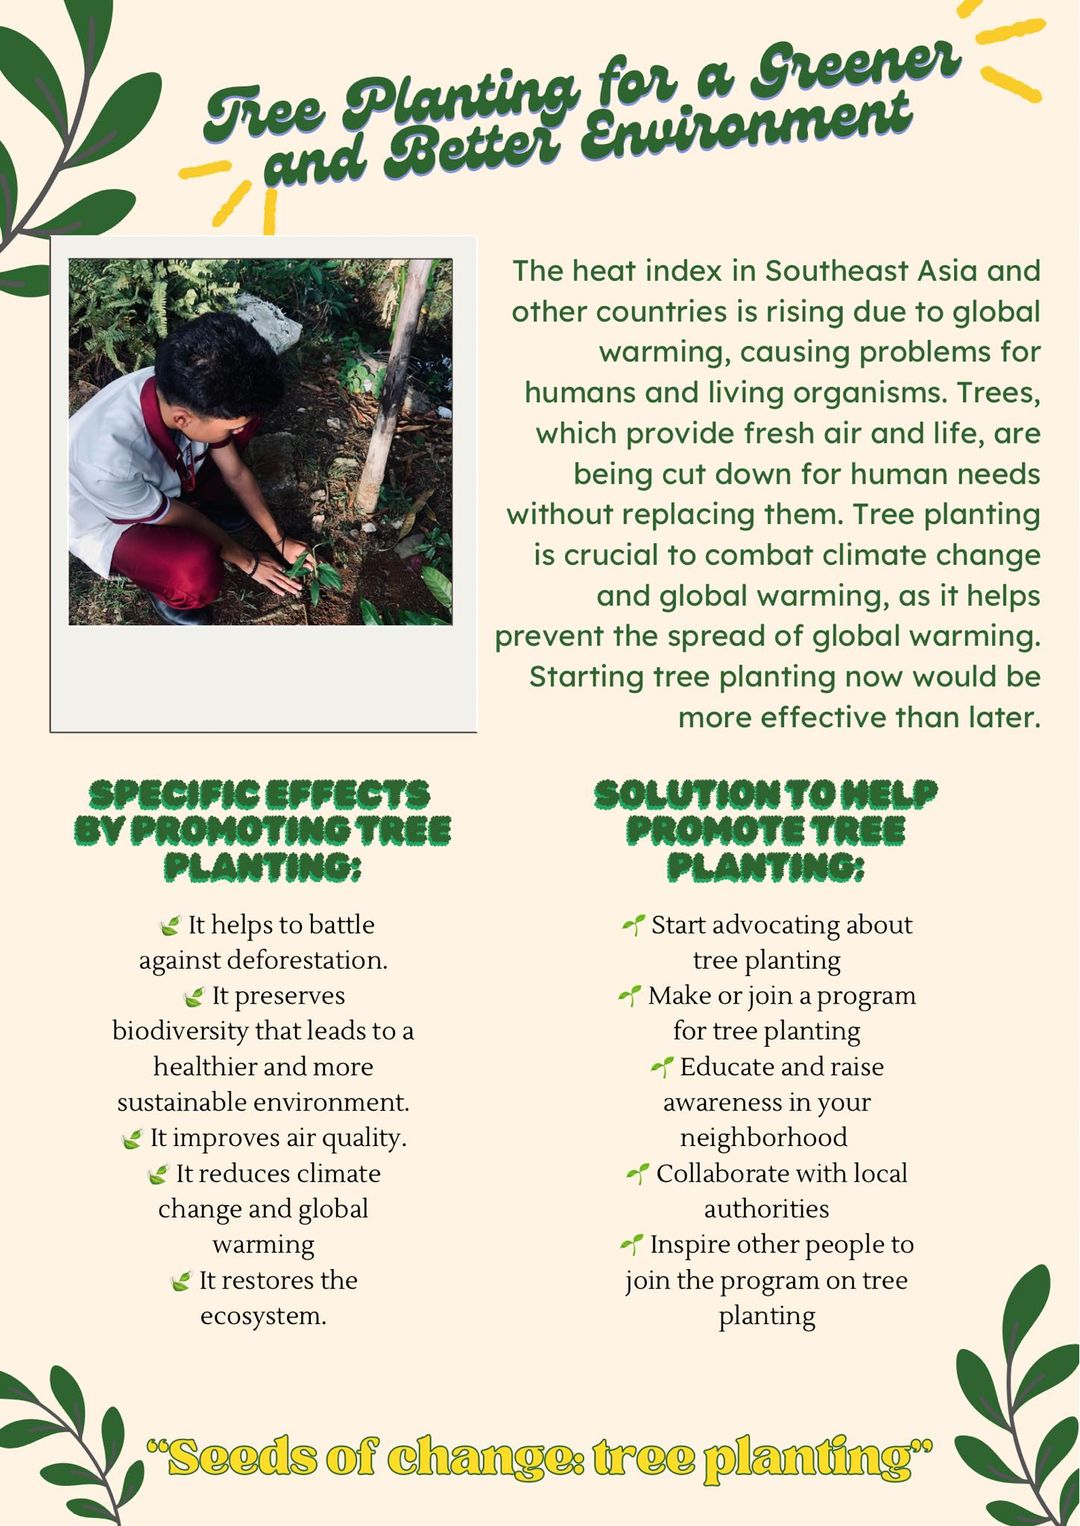 Tree Planting for a Greener
and Better Environment
The heat index in Southeast Asia and
other countries is rising due to global
warming, causing problems for
humans and living organisms. Trees,
which provide fresh air and life, are
being cut down for human needs
without replacing them. Tree planting
is crucial to combat climate change
and global warming, as it helps
prevent the spread of global warming.
Starting tree planting now would be
more effective than later.
SPECIFIC EFFECTS
BY PROMOTING TREE
PLANTING:
🍃 It helps to battle
against deforestation.
🍃 It preserves
biodiversity that leads to a
healthier and more
sustainable environment.
🍃 It improves air quality.
🍃 It reduces climate
change and global
warming
🍃 It restores the
ecosystem.
SOLUTION TO HELP
PROMOTE TREE
PLANTING:
🌱 Start advocating about
tree planting
🌱 Make or join a program
for tree planting
🌱 Educate and raise
awareness in your
neighborhood
🌱 Collaborate with local
authorities
🌱 Inspire other people to
join the program on tree
planting
“Seeds of change: tree planting”